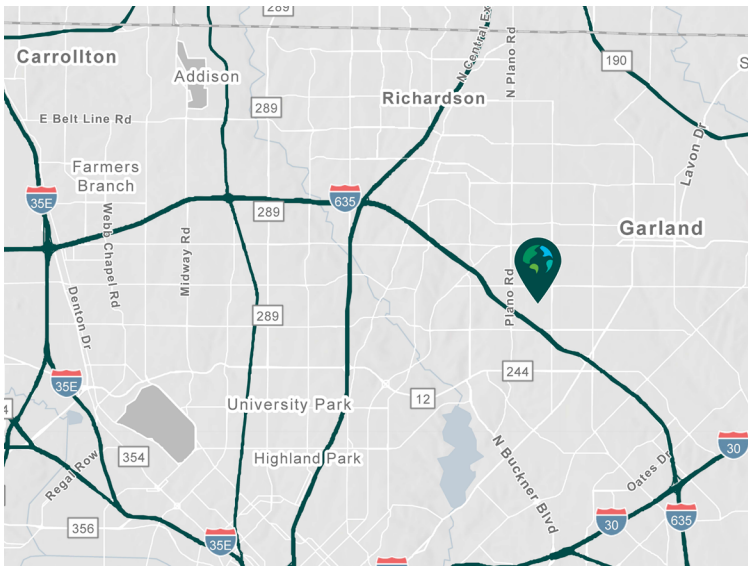 289
Carrollton
Addison
N Central Ex
N Plano Rd
190
S
289
Richardson
E Belt Line Rd
Lavon Dr
Farmers
Branch
35E
635
289
Webb Chapel Rd
Midway Rd
Garland
Plano Rd
Denton Dr
289
244
35E
12
University Park
4
354
Highland Park
N Buckner Blvd
30
Regal Row
Oates Dr
356
35E
30
635